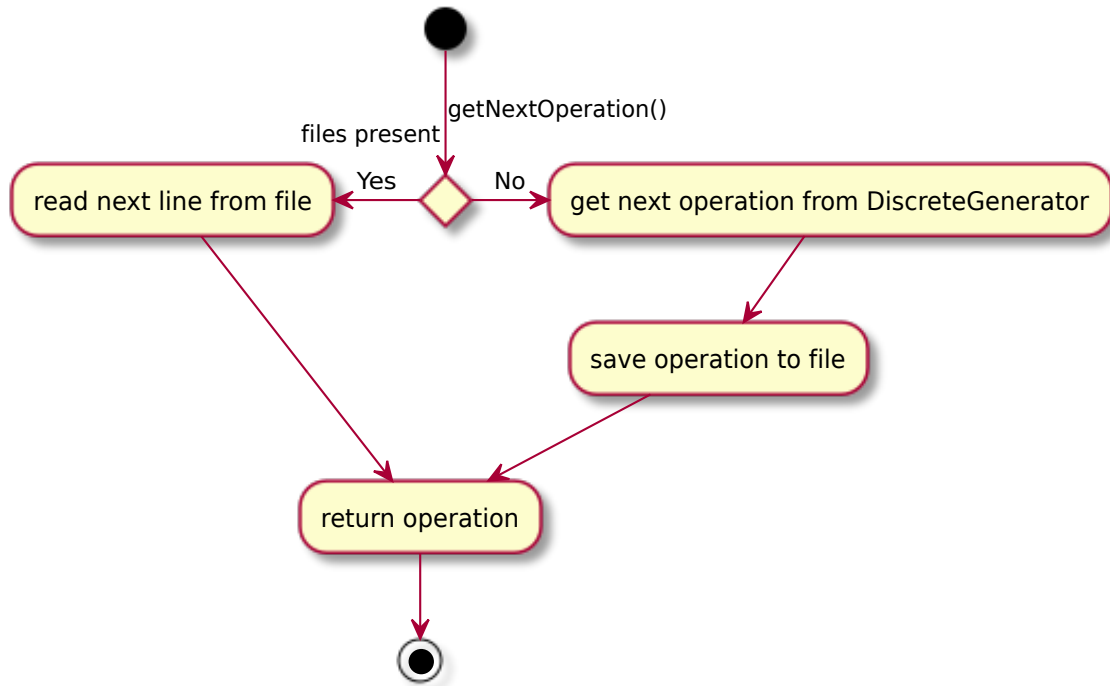 getNextOperation()
files present
Yes
No
read next line from file
get next operation from DiscreteGenerator
save operation to file
return operation